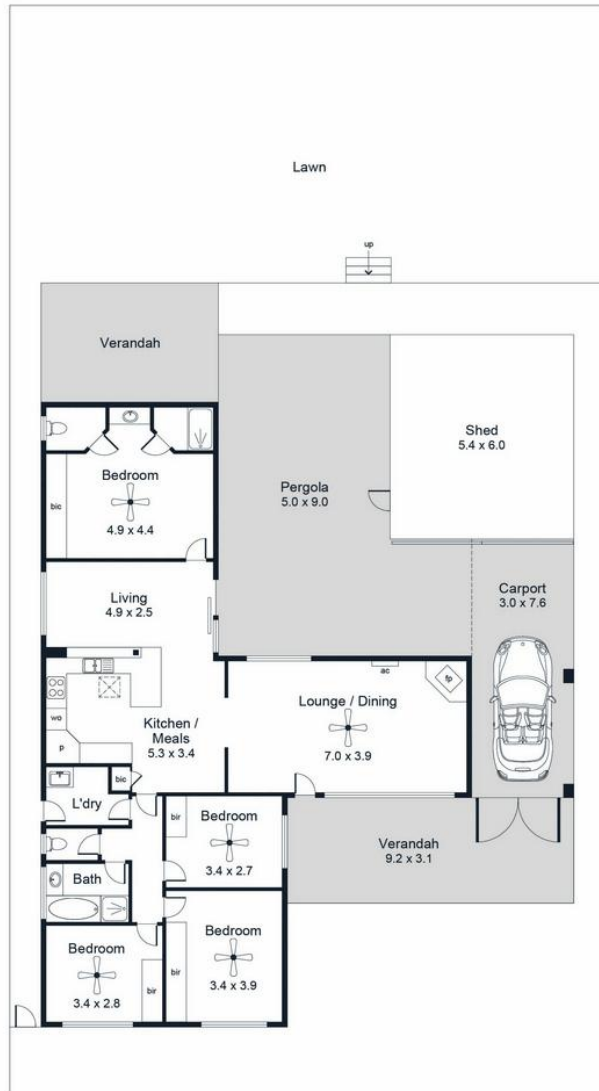 Lawn
up
Verandah
Shed
5.4 x 6.0
Bedroom
bic
4.9 x 4.4
Pergola
5.0 x 9.0
Living
4.9 x 2.5
Carport
3.0 x 7.6
ac
fp
Lounge / Dining
7.0 x 3.9
wo
p
Kitchen /
Meals
5.3 x 3.4
bic
L'dry
bir
Bedroom
3.4 x 2.7
Verandah
9.2 x 3.1
Bath
Bedroom
3.4 x 3.9
bir
Bedroom
3.4 x 2.8
bir